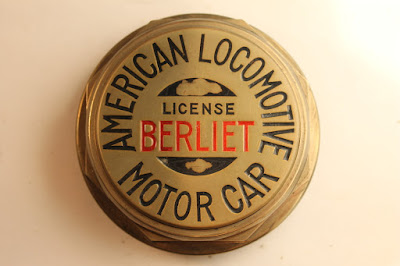 AMERICAN LOCOMOTIVE
LICENSE
BERLIET
MOTOR CAR